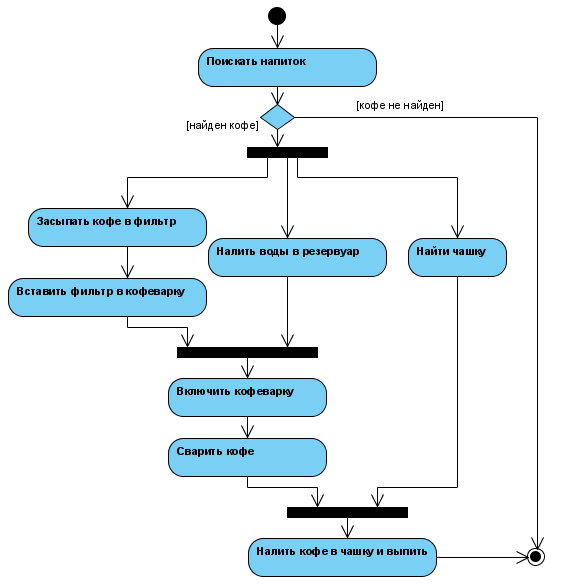 Поискать напиток
[кофе не найден]
[найден кофе]
Засыпать кофе в фильтр
Налить воды в резервуар
Найти чашку
Вставить фильтр в кофеварку
Включить кофеварку
Сварить кофе
Налить кофе в чашку и выпить